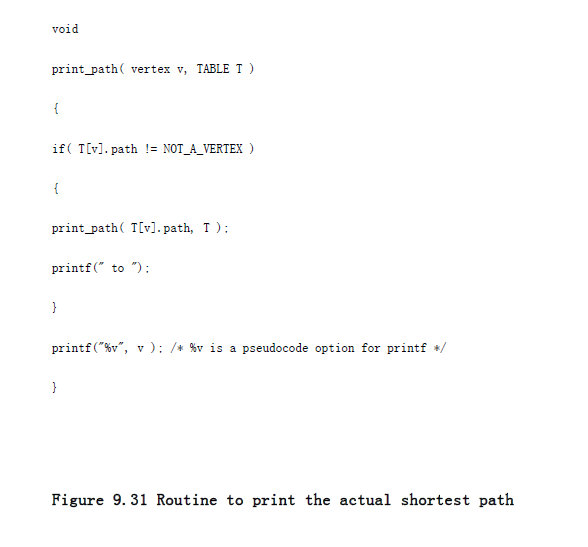 void
print_path( vertex v, TABLE T )
{
if( T[v].path != NOT_A_VERTEX )
{
print_path( T[v].path, T );
printf(" to ");
}
printf("%v", v ); /* %v is a pseudocode option for printf */
}
Figure 9.31 Routine to print the actual shortest path